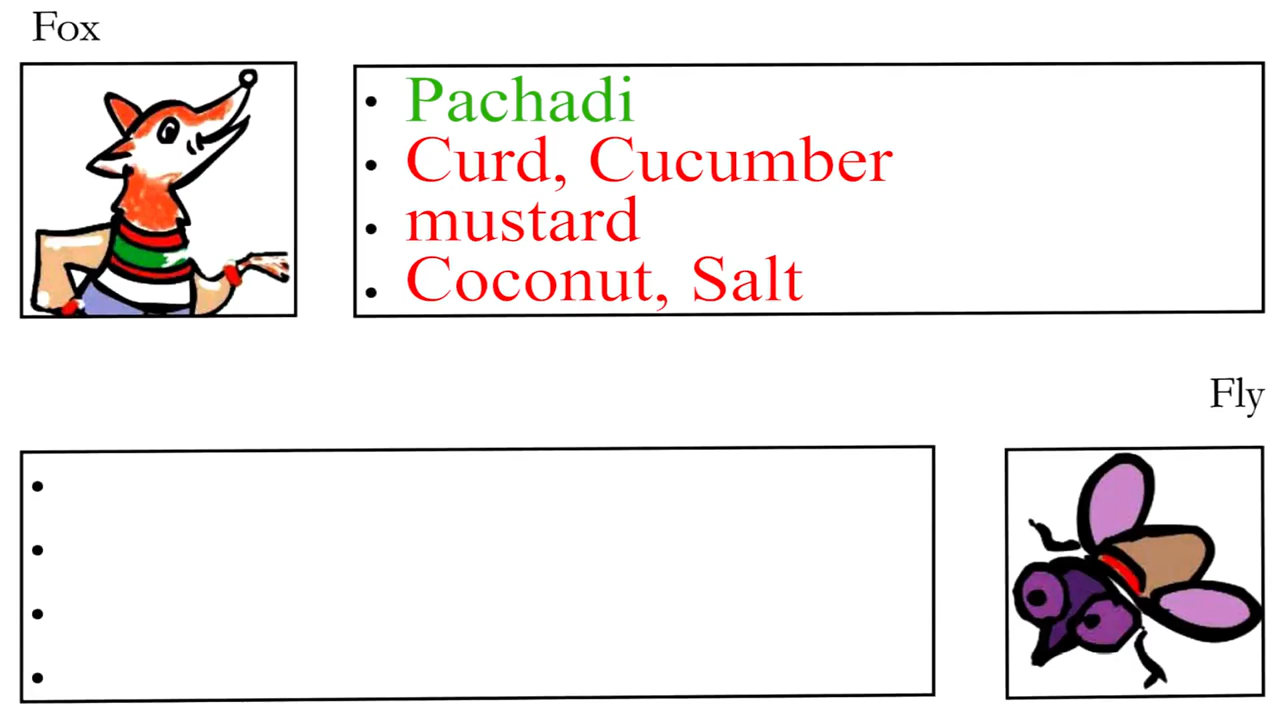 Fox
• Pachadi
• Curd, Cucumber
• mustard
• Coconut, Salt
Fly
•
•
•
•